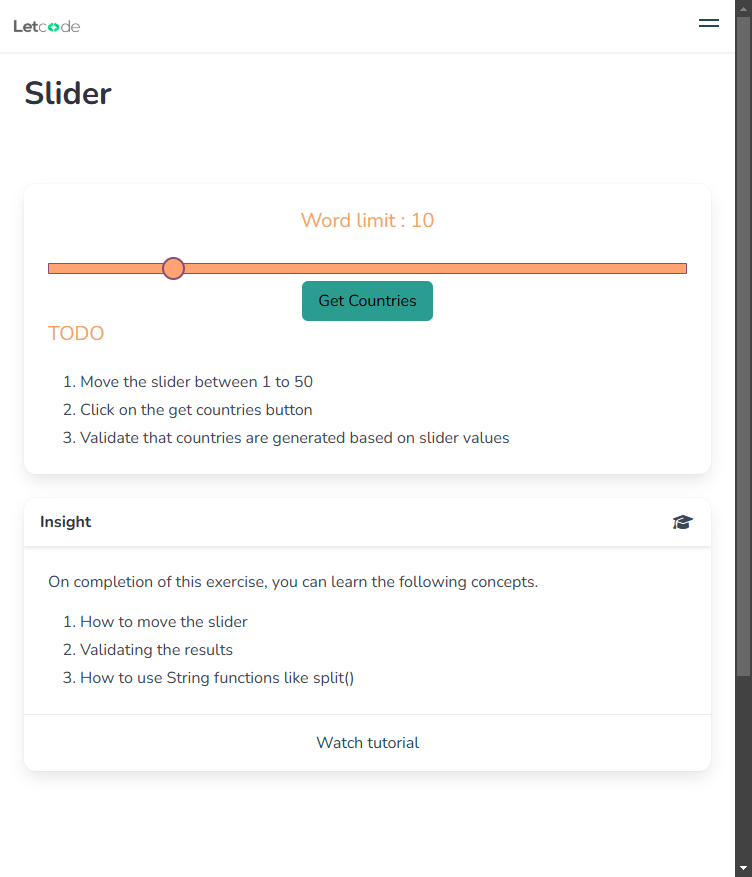 Letcode
Slider
Word limit : 10
Get Countries
TODO
1. Move the slider between 1 to 50
2. Click on the get countries button
3. Validate that countries are generated based on slider values
Insight
On completion of this exercise, you can learn the following concepts.
1. How to move the slider
2. Validating the results
3. How to use String functions like split()
Watch tutorial